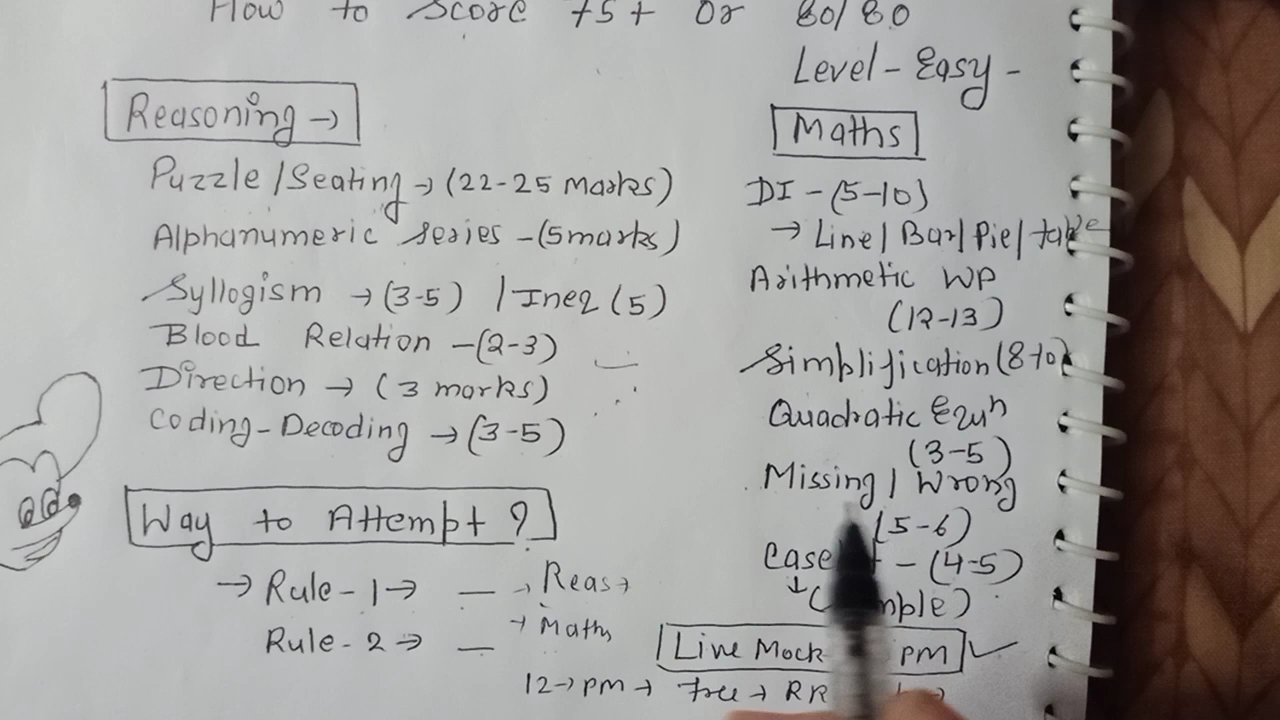 How to Score 75+ Or 80/80
Level - Easy -
Reasoning →
Puzzle / Seating → (22-25 Marks)
Alphanumeric Series - (5 marks)
Syllogism → (3-5) / Ineq (5)
Blood Relation - (2-3)
Direction → (3 marks)
Coding-Decoding → (3-5)
Way to Attempt ?
→ Rule-1 → — → Reas →
Rule-2 → — → Maths
Maths
DI - (5-10)
→ Line / Bar / Pie / table
Arithmetic WP
(12-13)
Simplification (8 to
Quadratic Equn
(3-5)
Missing / Wrong
(5-6)
- (4-5)
Live Mock PM
12 → PM → free → RR